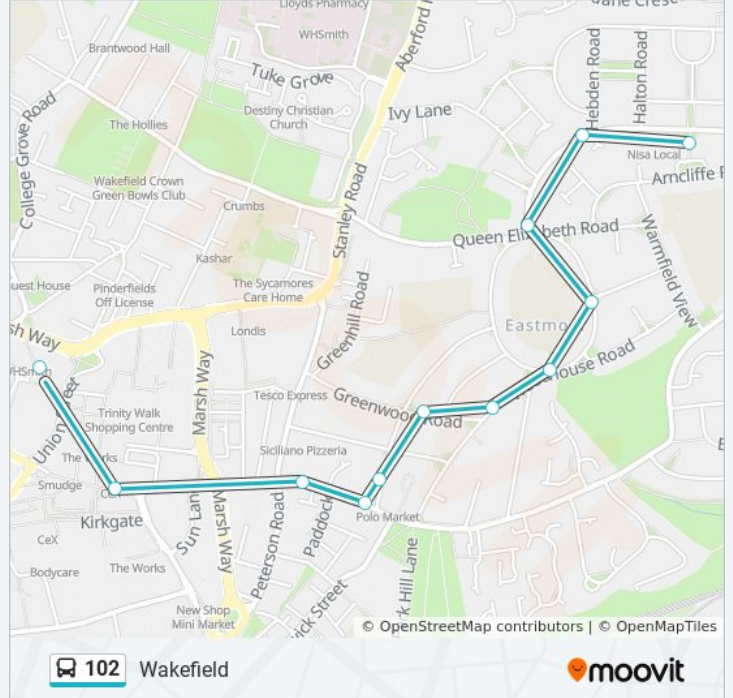 Lloyds Pharmacy
WHSmith
Brantwood Hall
Tuke Grove
Aberford
Ivy Lane
Hebden Road
Halton Road
Destiny Christian
Church
The Hollies
College Grove Road
Nisa Local
Arncliffe
Wakefield Crown
Green Bowls Club
Crumbs
Stanley Road
Queen Elizabeth Road
Warmfield View
Kashar
The Sycamores
Care Home
uest House
Pinderfields
Off License
Greenhill Road
Londis
Eastmo
sh Way
house Road
Marsh Way
Tesco Express
Greenwood Road
Union Street
Trinity Walk
Shopping Centre
Siciliano Pizzeria
The Works
Smudge
Kirkgate
Sun Lan
Marsh Way
Peterson Road
Paddock
Polo Market
CeX
The Works
Bodycare
rk Hill Lane
wick Street
New Shop
Mini Market
© OpenStreetMap contributors | © OpenMapTiles
102 Wakefield
moovit